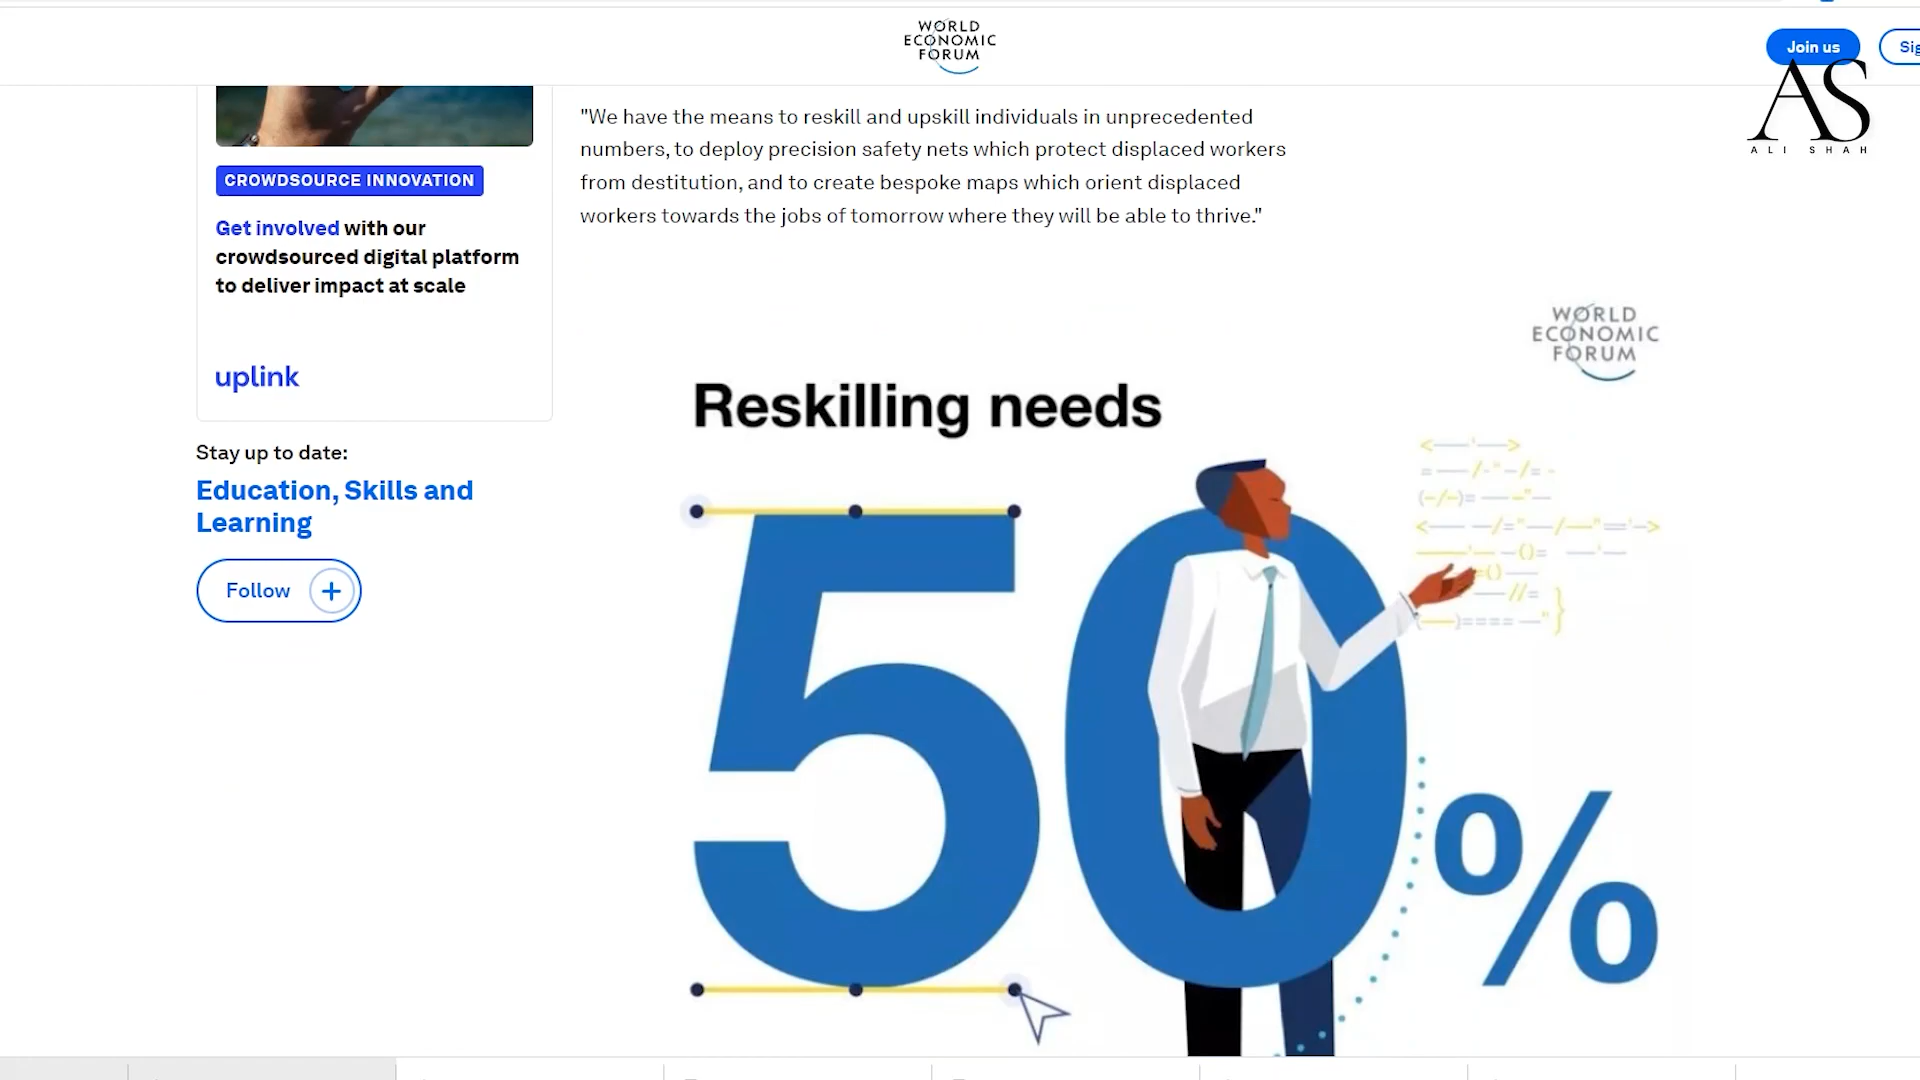 WORLD
ECONOMIC
FORUM
Join us
AS
ALI SHAH
"We have the means to reskill and upskill individuals in unprecedented
numbers, to deploy precision safety nets which protect displaced workers
from destitution, and to create bespoke maps which orient displaced
workers towards the jobs of tomorrow where they will be able to thrive."
CROWDSOURCE INNOVATION
Get involved with our
crowdsourced digital platform
to deliver impact at scale
uplink
Stay up to date:
Education, Skills and
Learning
Follow
WORLD
ECONOMIC
FORUM
Reskilling needs
50%